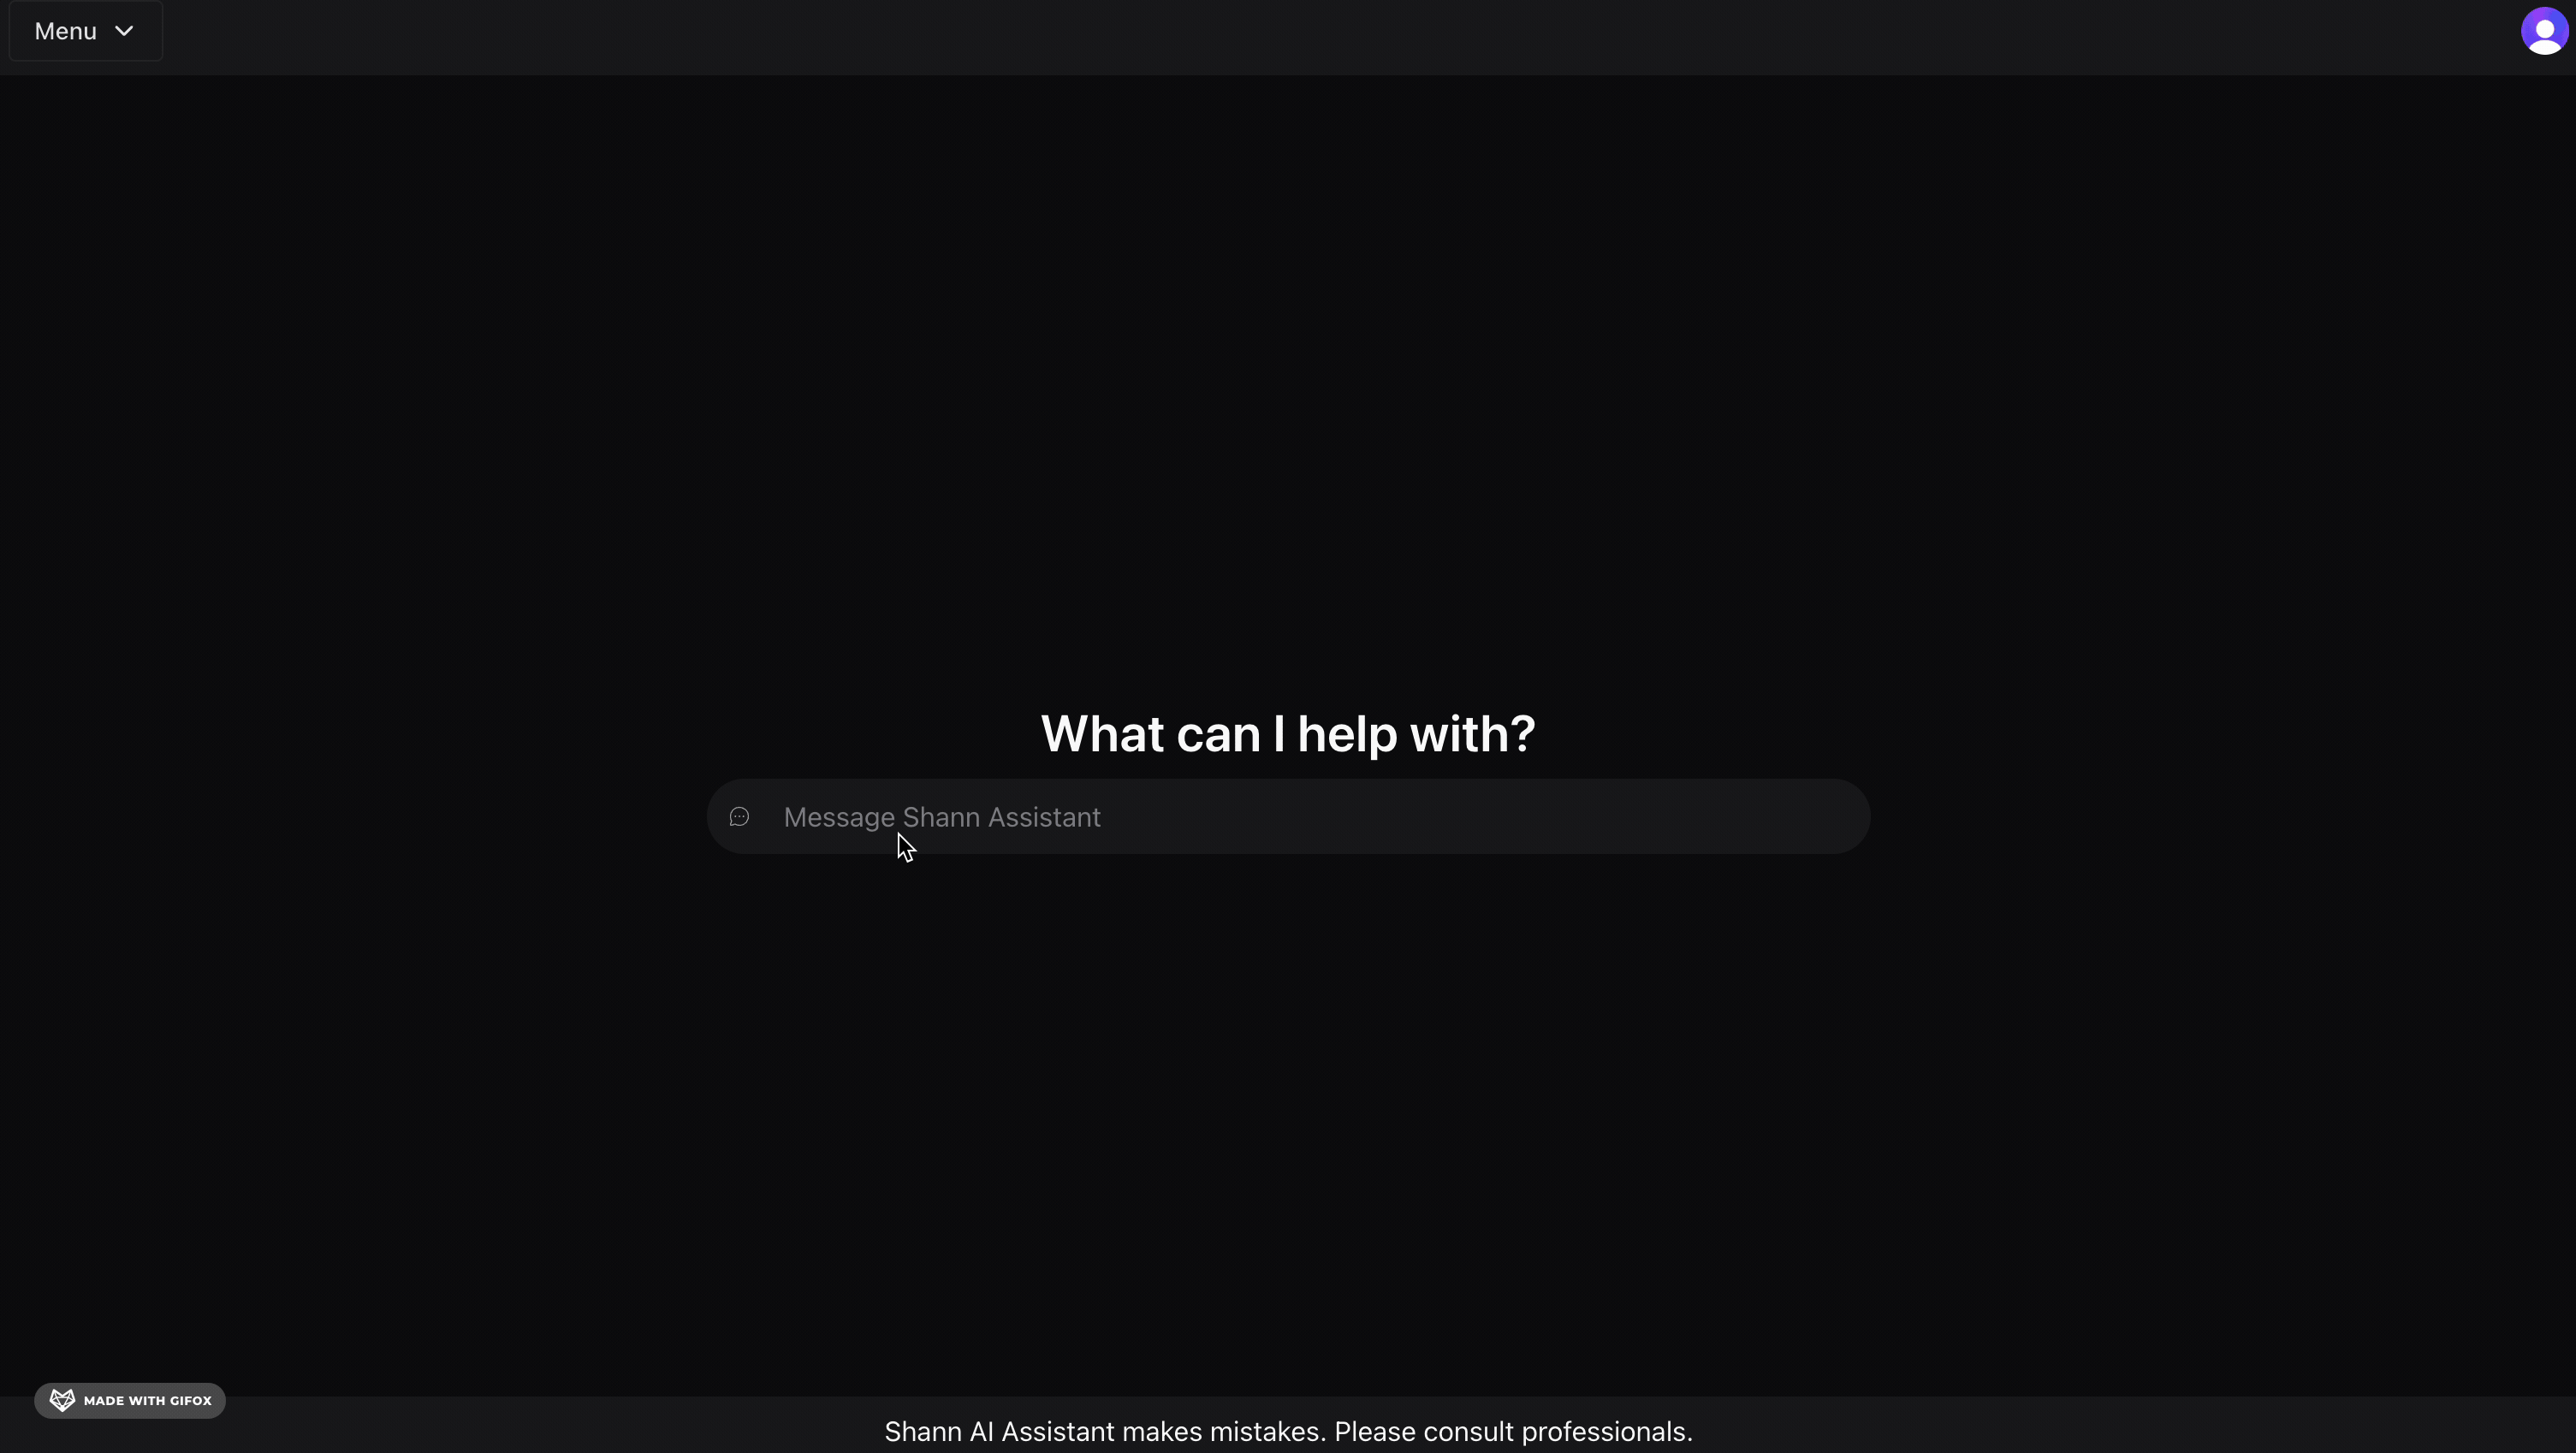 Menu
What can I help with?
Message Shann Assistant
MADE WITH GIFOX
Shann AI Assistant makes mistakes. Please consult professionals.